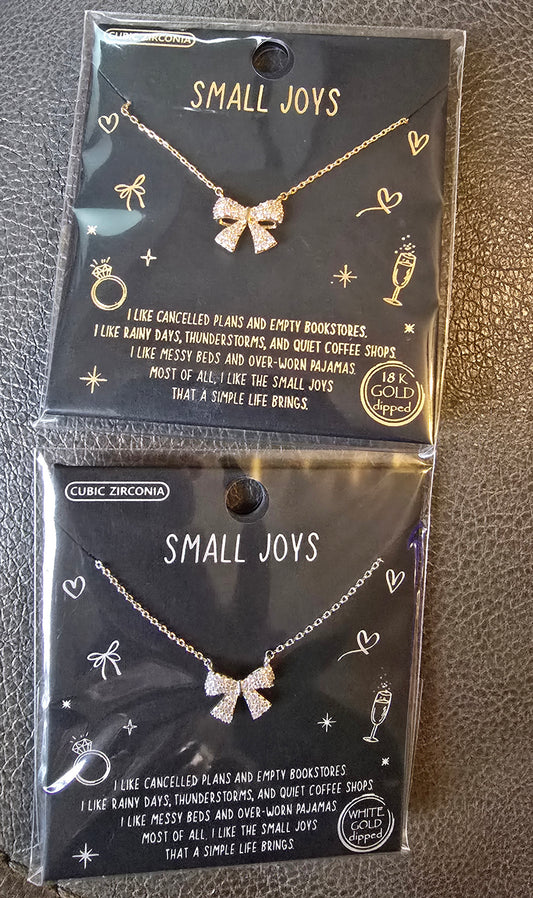 CUBIC ZIRCONIA
SMALL JOYS
I LIKE CANCELLED PLANS AND EMPTY BOOKSTORES.
I LIKE RAINY DAYS, THUNDERSTORMS, AND QUIET COFFEE SHOPS.
I LIKE MESSY BEDS AND OVER-WORN PAJAMAS.
MOST OF ALL, I LIKE THE SMALL JOYS
THAT A SIMPLE LIFE BRINGS.
18K
GOLD
dipped
CUBIC ZIRCONIA
SMALL JOYS
I LIKE CANCELLED PLANS AND EMPTY BOOKSTORES.
I LIKE RAINY DAYS, THUNDERSTORMS, AND QUIET COFFEE SHOPS.
I LIKE MESSY BEDS AND OVER-WORN PAJAMAS.
MOST OF ALL, I LIKE THE SMALL JOYS
THAT A SIMPLE LIFE BRINGS.
WHITE
GOLD
dipped